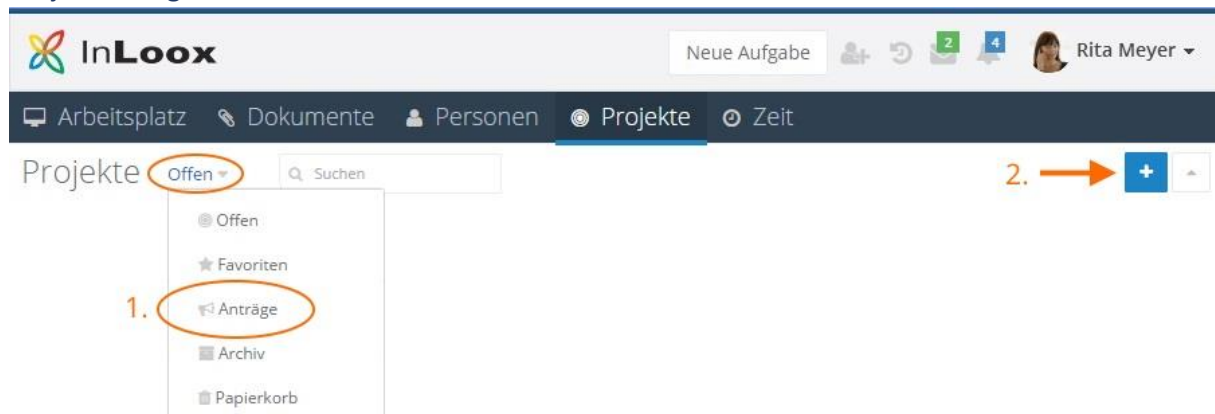 InLoox
Neue Aufgabe
2
4
Rita Meyer
Arbeitsplatz Dokumente Personen Projekte Zeit
Projekte Offen Suchen
2.
Offen
Favoriten
1. Anträge
Archiv
Papierkorb